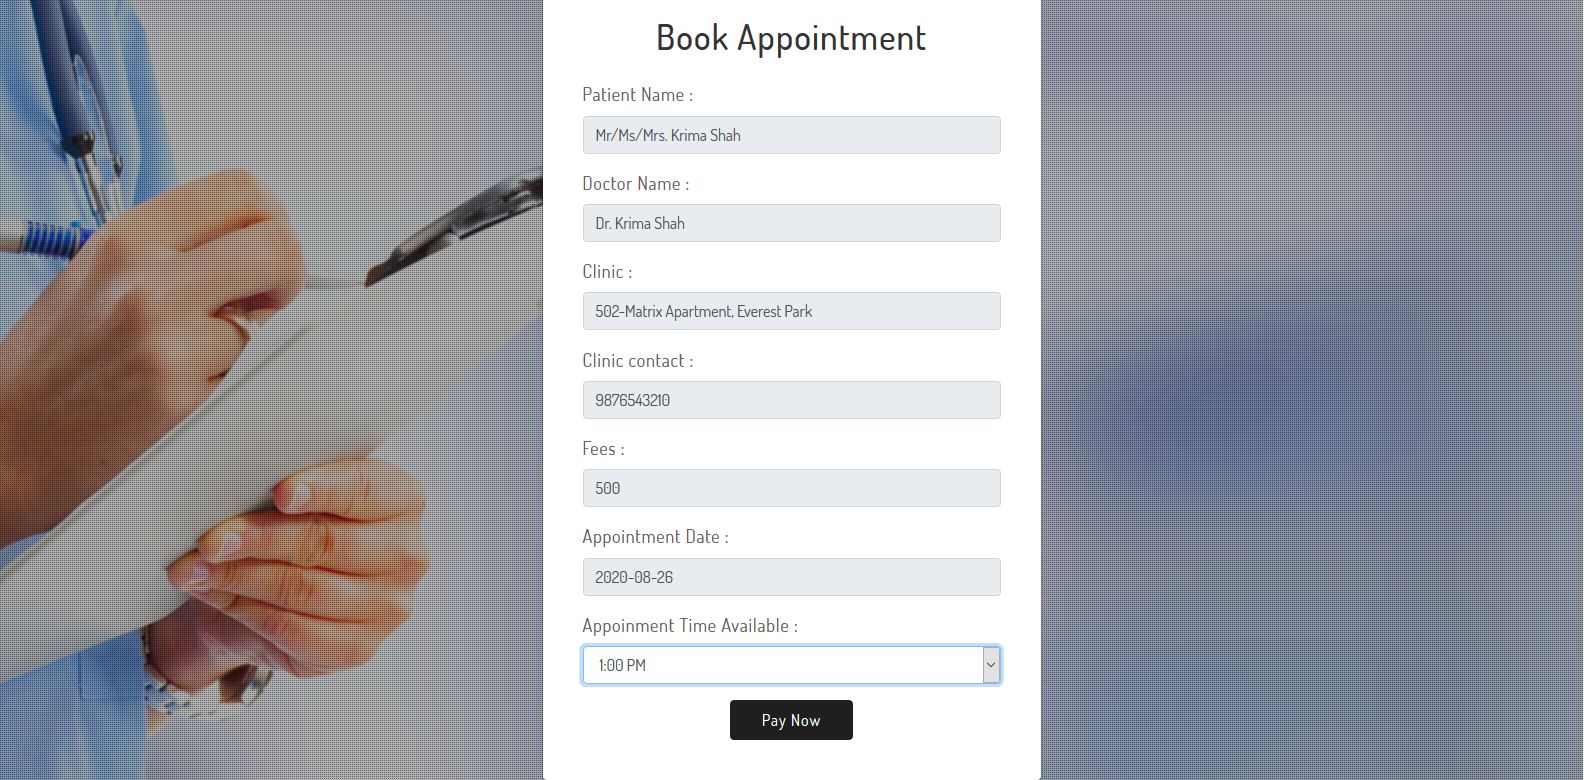 Book Appointment
Patient Name :
Mr/Ms/Mrs. Krima Shah
Doctor Name :
Dr. Krima Shah
Clinic :
502-Matrix Apartment, Everest Park
Clinic contact :
9876543210
Fees :
500
Appointment Date :
2020-08-26
Appoinment Time Available :
1:00 PM
Pay Now